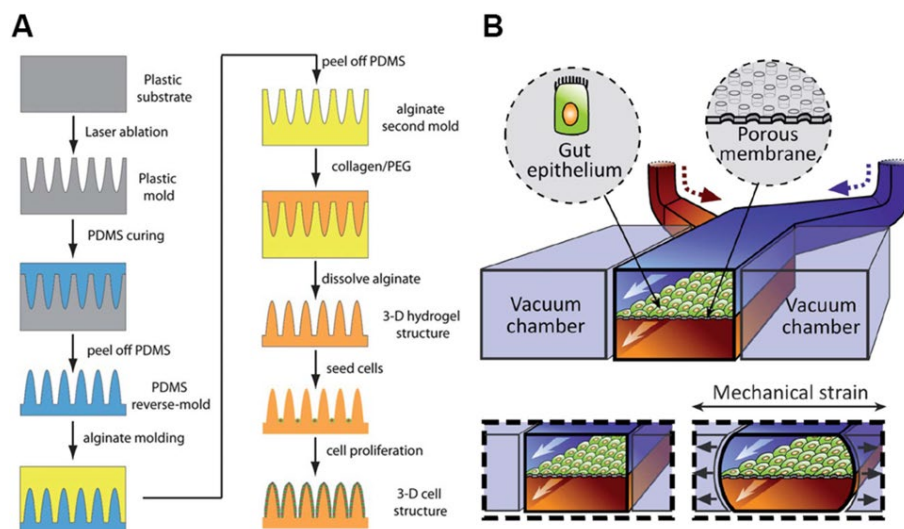 A
Plastic
substrate
Laser ablation
Plastic
mold
PDMS curing
peel off PDMS
PDMS
reverse-mold
alginate molding
peel off PDMS
alginate
second mold
collagen/PEG
dissolve alginate
3-D hydrogel
structure
seed cells
cell proliferation
3-D cell
structure
B
Gut
epithelium
Porous
membrane
Vacuum
chamber
Vacuum
chamber
Mechanical strain